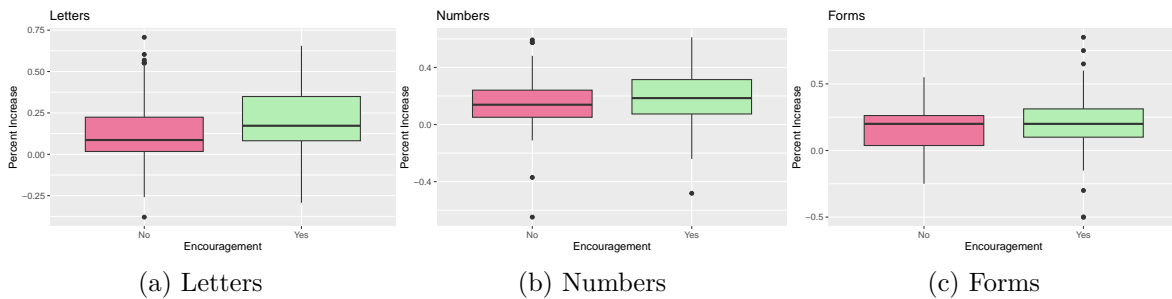 Letters
Percent Increase
0.75
0.50
0.25
0.00
−0.25
No
Yes
Encouragement
(a) Letters
Numbers
Percent Increase
0.4
0.0
−0.4
No
Yes
Encouragement
(b) Numbers
Forms
Percent Increase
0.5
0.0
−0.5
No
Yes
Encouragement
(c) Forms